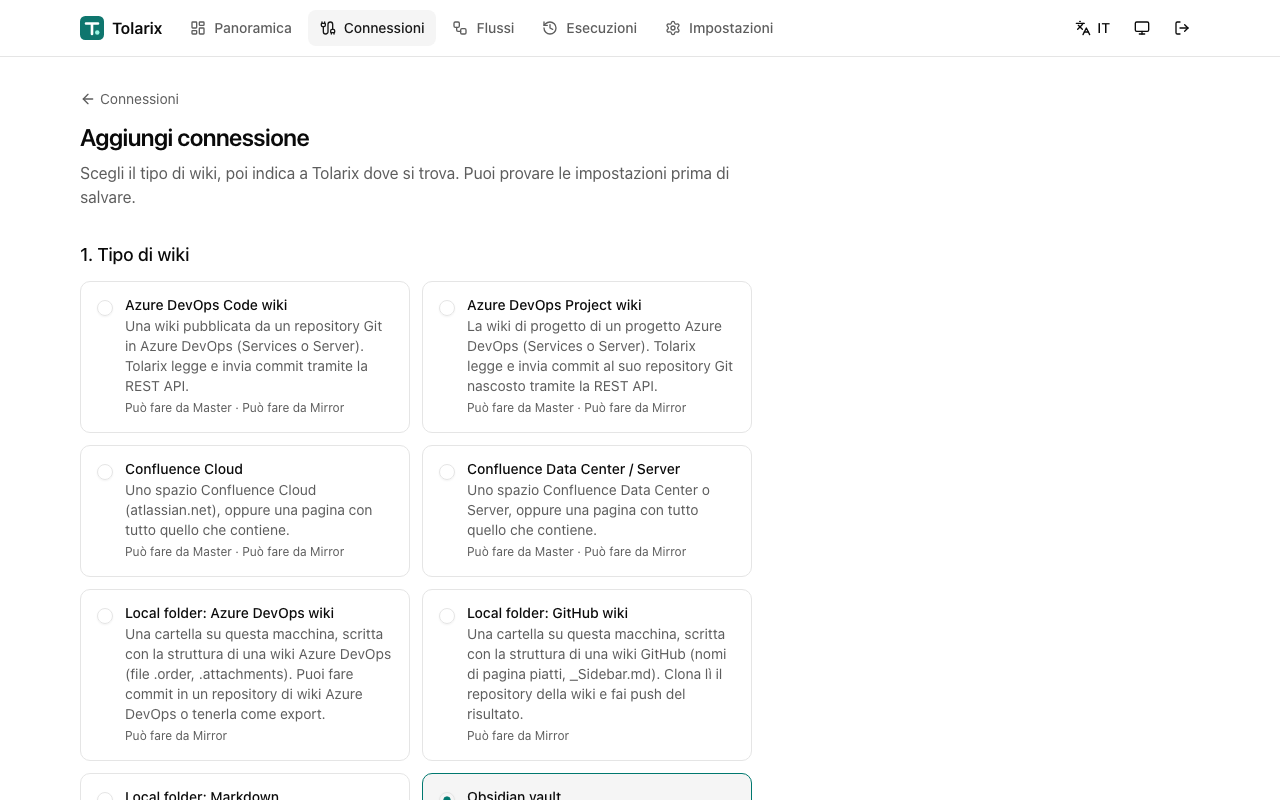 Tolarix
Panoramica
Connessioni
Flussi
Esecuzioni
Impostazioni
IT
Connessioni
Aggiungi connessione
Scegli il tipo di wiki, poi indica a Tolarix dove si trova. Puoi provare le impostazioni prima di
salvare.
1. Tipo di wiki
Azure DevOps Code wiki
Una wiki pubblicata da un repository Git
in Azure DevOps (Services o Server).
Tolarix legge e invia commit tramite la
REST API.
Può fare da Master · Può fare da Mirror
Azure DevOps Project wiki
La wiki di progetto di un progetto Azure
DevOps (Services o Server). Tolarix
legge e invia commit al suo repository Git
nascosto tramite la REST API.
Può fare da Master · Può fare da Mirror
Confluence Cloud
Uno spazio Confluence Cloud
(atlassian.net), oppure una pagina con
tutto quello che contiene.
Può fare da Master · Può fare da Mirror
Confluence Data Center / Server
Uno spazio Confluence Data Center o
Server, oppure una pagina con tutto
quello che contiene.
Può fare da Master · Può fare da Mirror
Local folder: Azure DevOps wiki
Una cartella su questa macchina, scritta
con la struttura di una wiki Azure DevOps
(file .order, .attachments). Puoi fare
commit in un repository di wiki Azure
DevOps o tenerla come export.
Può fare da Mirror
Local folder: GitHub wiki
Una cartella su questa macchina, scritta
con la struttura di una wiki GitHub (nomi
di pagina piatti, _Sidebar.md). Clona lì il
repository della wiki e fai push del
risultato.
Può fare da Mirror
Local folder: Markdown
Obsidian vault